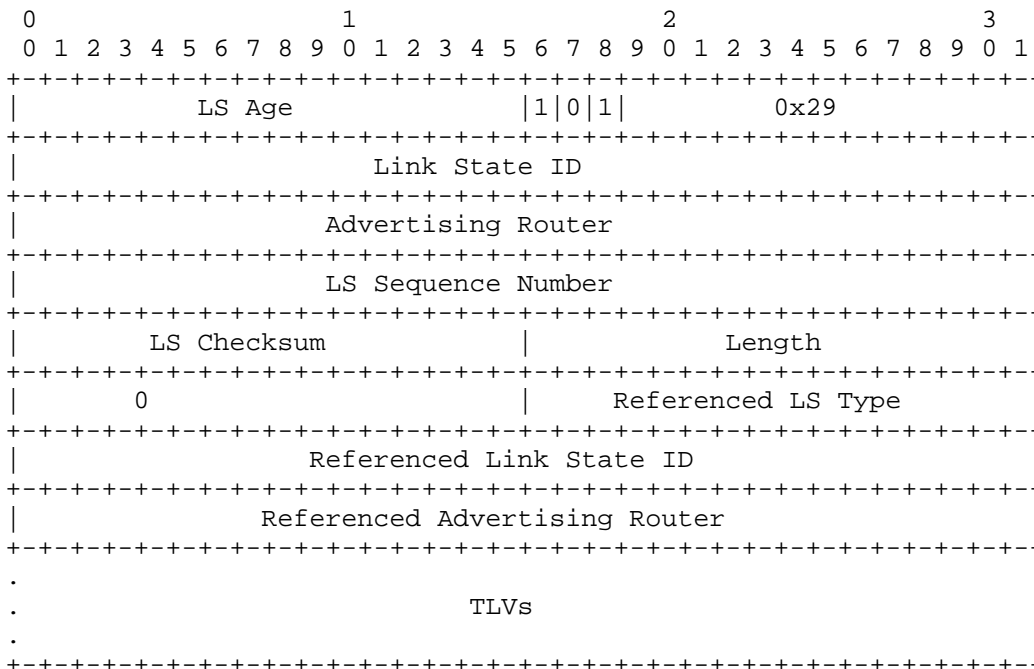 0                   1                   2                   3
0 1 2 3 4 5 6 7 8 9 0 1 2 3 4 5 6 7 8 9 0 1 2 3 4 5 6 7 8 9 0 1
+-+-+-+-+-+-+-+-+-+-+-+-+-+-+-+-+-+-+-+-+-+-+-+-+-+-+-+-+-+-+-+--
|           LS Age              |1|0|1|         0x29
+-+-+-+-+-+-+-+-+-+-+-+-+-+-+-+-+-+-+-+-+-+-+-+-+-+-+-+-+-+-+-+--
|                      Link State ID
+-+-+-+-+-+-+-+-+-+-+-+-+-+-+-+-+-+-+-+-+-+-+-+-+-+-+-+-+-+-+-+--
|                   Advertising Router
+-+-+-+-+-+-+-+-+-+-+-+-+-+-+-+-+-+-+-+-+-+-+-+-+-+-+-+-+-+-+-+--
|                   LS Sequence Number
+-+-+-+-+-+-+-+-+-+-+-+-+-+-+-+-+-+-+-+-+-+-+-+-+-+-+-+-+-+-+-+--
|        LS Checksum            |            Length
+-+-+-+-+-+-+-+-+-+-+-+-+-+-+-+-+-+-+-+-+-+-+-+-+-+-+-+-+-+-+-+--
|       0                       |     Referenced LS Type
+-+-+-+-+-+-+-+-+-+-+-+-+-+-+-+-+-+-+-+-+-+-+-+-+-+-+-+-+-+-+-+--
|                  Referenced Link State ID
+-+-+-+-+-+-+-+-+-+-+-+-+-+-+-+-+-+-+-+-+-+-+-+-+-+-+-+-+-+-+-+--
|               Referenced Advertising Router
+-+-+-+-+-+-+-+-+-+-+-+-+-+-+-+-+-+-+-+-+-+-+-+-+-+-+-+-+-+-+-+--
.
.                            TLVs
.
+-+-+-+-+-+-+-+-+-+-+-+-+-+-+-+-+-+-+-+-+-+-+-+-+-+-+-+-+-+-+-+--